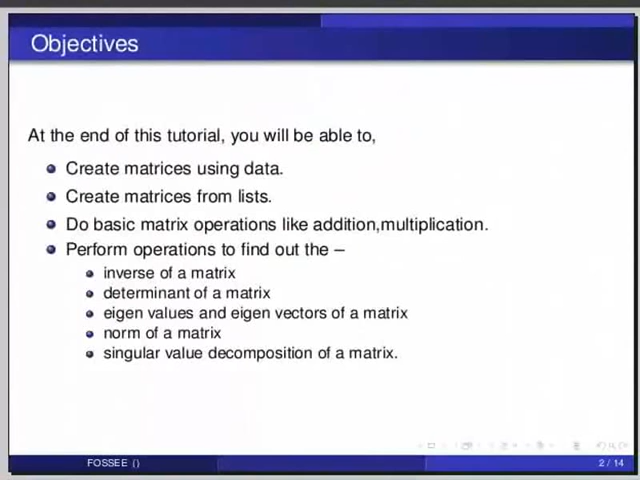 Objectives
At the end of this tutorial, you will be able to,
Create matrices using data.
Create matrices from lists.
Do basic matrix operations like addition,multiplication.
Perform operations to find out the –
inverse of a matrix
determinant of a matrix
eigen values and eigen vectors of a matrix
norm of a matrix
singular value decomposition of a matrix.
FOSSEE ()
2 / 14